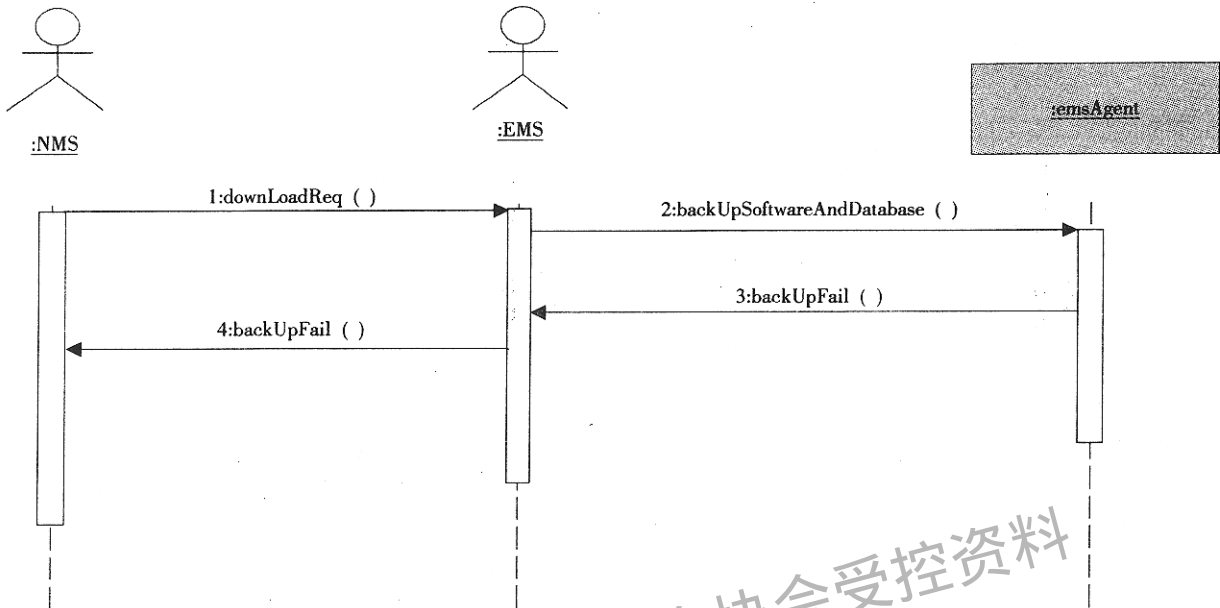 :NMS
:EMS
:emsAgent
1:downLoadReq ( )
2:backUpSoftwareAndDatabase ( )
3:backUpFail ( )
4:backUpFail ( )
协会受控资料